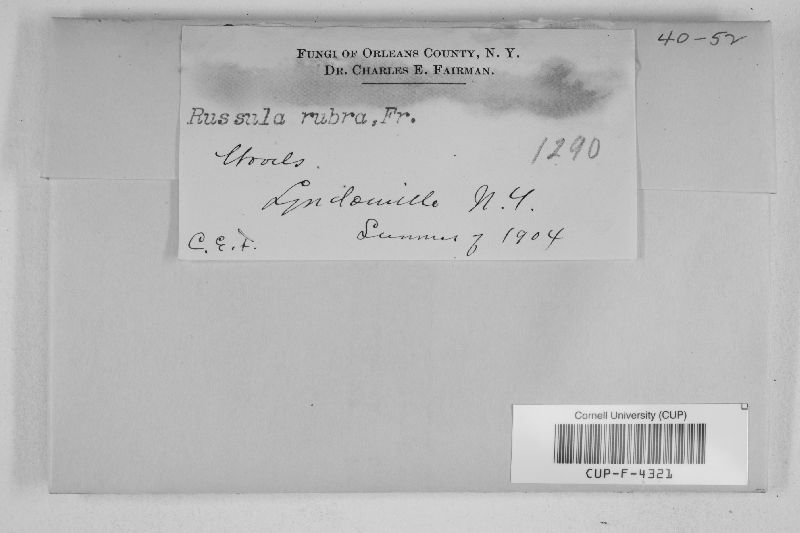 40-52
FUNGI OF ORLEANS COUNTY, N. Y.
DR. CHARLES E. FAIRMAN.
Russula rubra, Fr.
1290
Woods.
Lyndonville N.Y.
Summer of 1904
C. E. F.
Cornell University (CUP)
CUP-F-4321